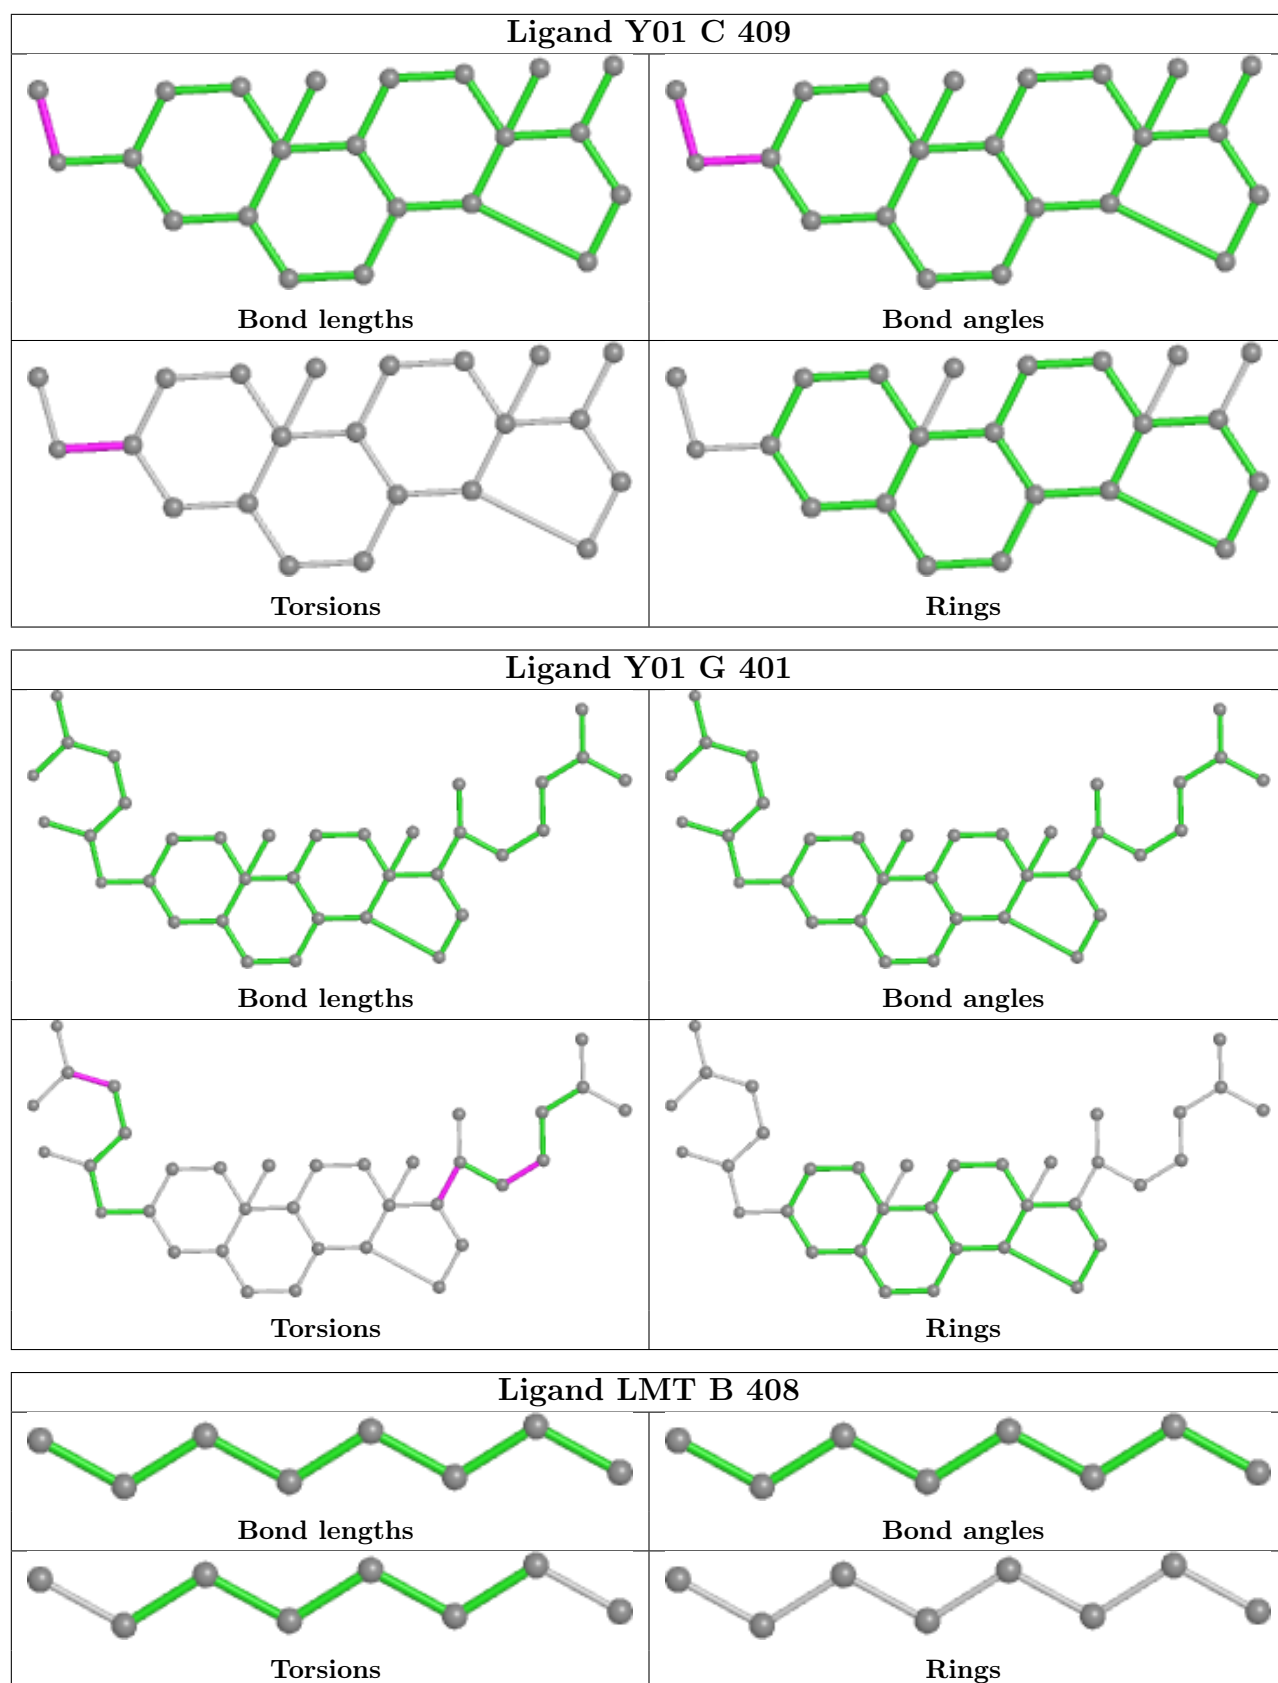 Ligand Y01 C 409
Bond lengths
Bond angles
Torsions
Rings
Ligand Y01 G 401
Bond lengths
Bond angles
Torsions
Rings
Ligand LMT B 408
Bond lengths
Bond angles
Torsions
Rings